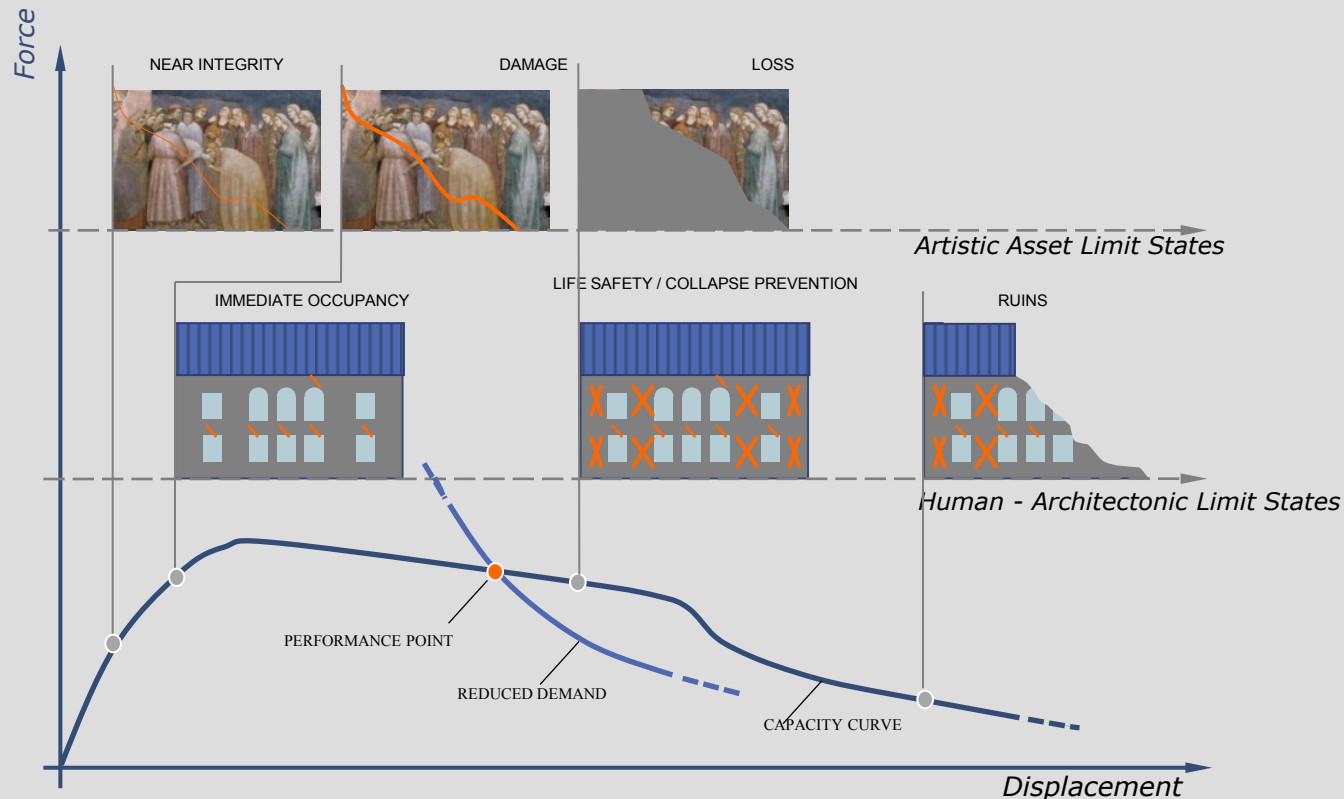 Force
NEAR INTEGRITY
DAMAGE
LOSS
Artistic Asset Limit States
IMMEDIATE OCCUPANCY
LIFE SAFETY / COLLAPSE PREVENTION
RUINS
Human - Architectonic Limit States
PERFORMANCE POINT
REDUCED DEMAND
CAPACITY CURVE
Displacement